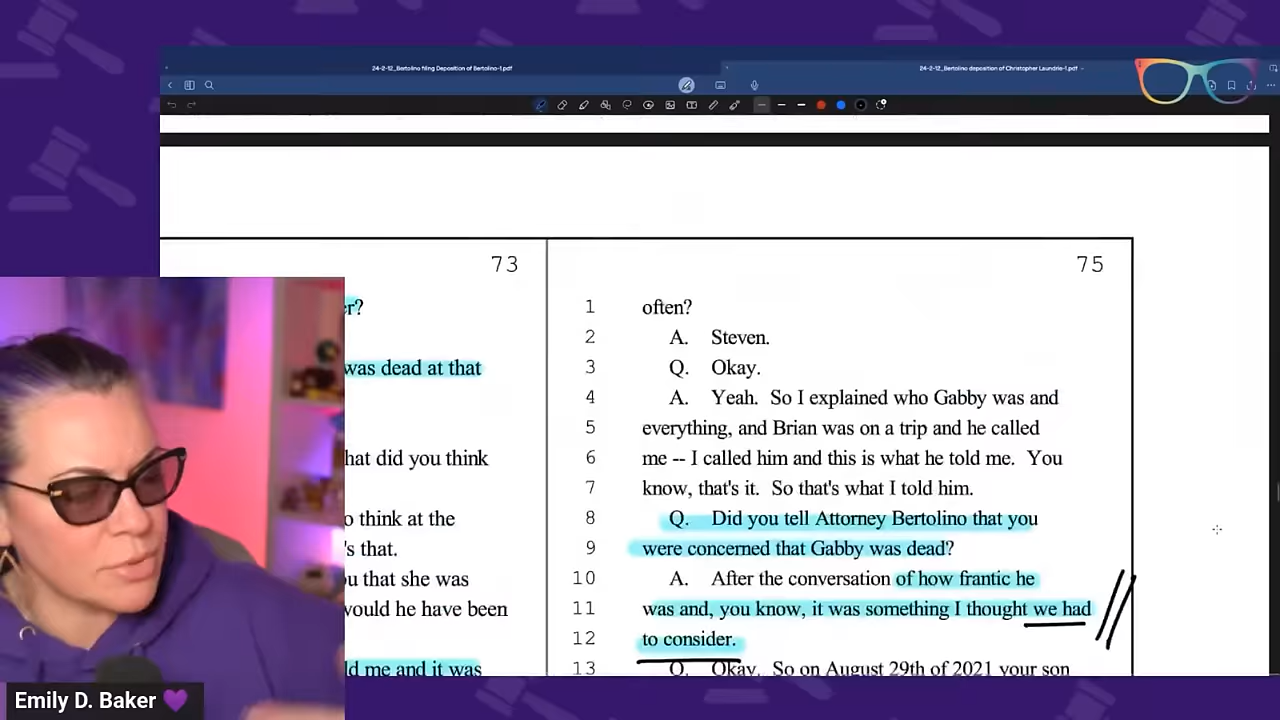 24-2-12_Bertolino filing Deposition of Bertolino-1.pdf
24-2-12_Bertolino deposition of Christopher Laundrie-1.pdf
73
er?
was dead at that
hat did you think
o think at the
's that.
u that she was
would he have been
ld me and it was
75
1 often?
2 A. Steven.
3 Q. Okay.
4 A. Yeah. So I explained who Gabby was and
5 everything, and Brian was on a trip and he called
6 me -- I called him and this is what he told me. You
7 know, that's it. So that's what I told him.
8 Q. Did you tell Attorney Bertolino that you
9 were concerned that Gabby was dead?
10 A. After the conversation of how frantic he
11 was and, you know, it was something I thought we had
12 to consider.
13 Q. Okay. So on August 29th of 2021 your son
Emily D. Baker 💜